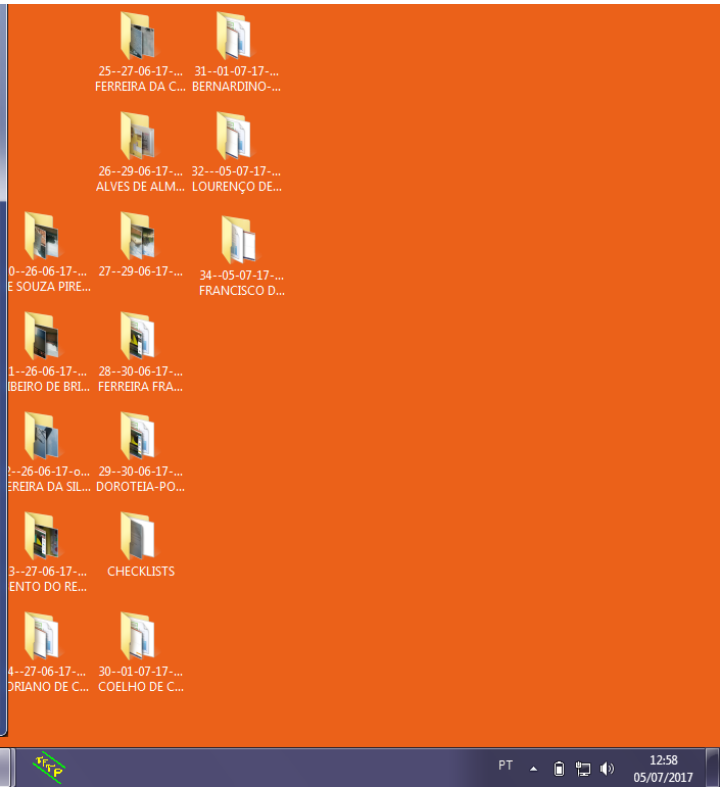 25--27-06-17-...
FERREIRA DA C...
31--01-07-17-...
BERNARDINO-...
26--29-06-17-...
ALVES DE ALM...
32---05-07-17-...
LOURENÇO DE...
0--26-06-17-...
E SOUZA PIRE...
27--29-06-17-...
34--05-07-17-...
FRANCISCO D...
1--26-06-17-...
IBEIRO DE BRI...
28--30-06-17-...
FERREIRA FRA...
2--26-06-17-o...
EREIRA DA SIL...
29--30-06-17-...
DOROTEIA-PO...
3--27-06-17-...
ENTO DO RE...
CHECKLISTS
4--27-06-17-...
ORIANO DE C...
30--01-07-17-...
COELHO DE C...
TFTP
PT
12:58
05/07/2017